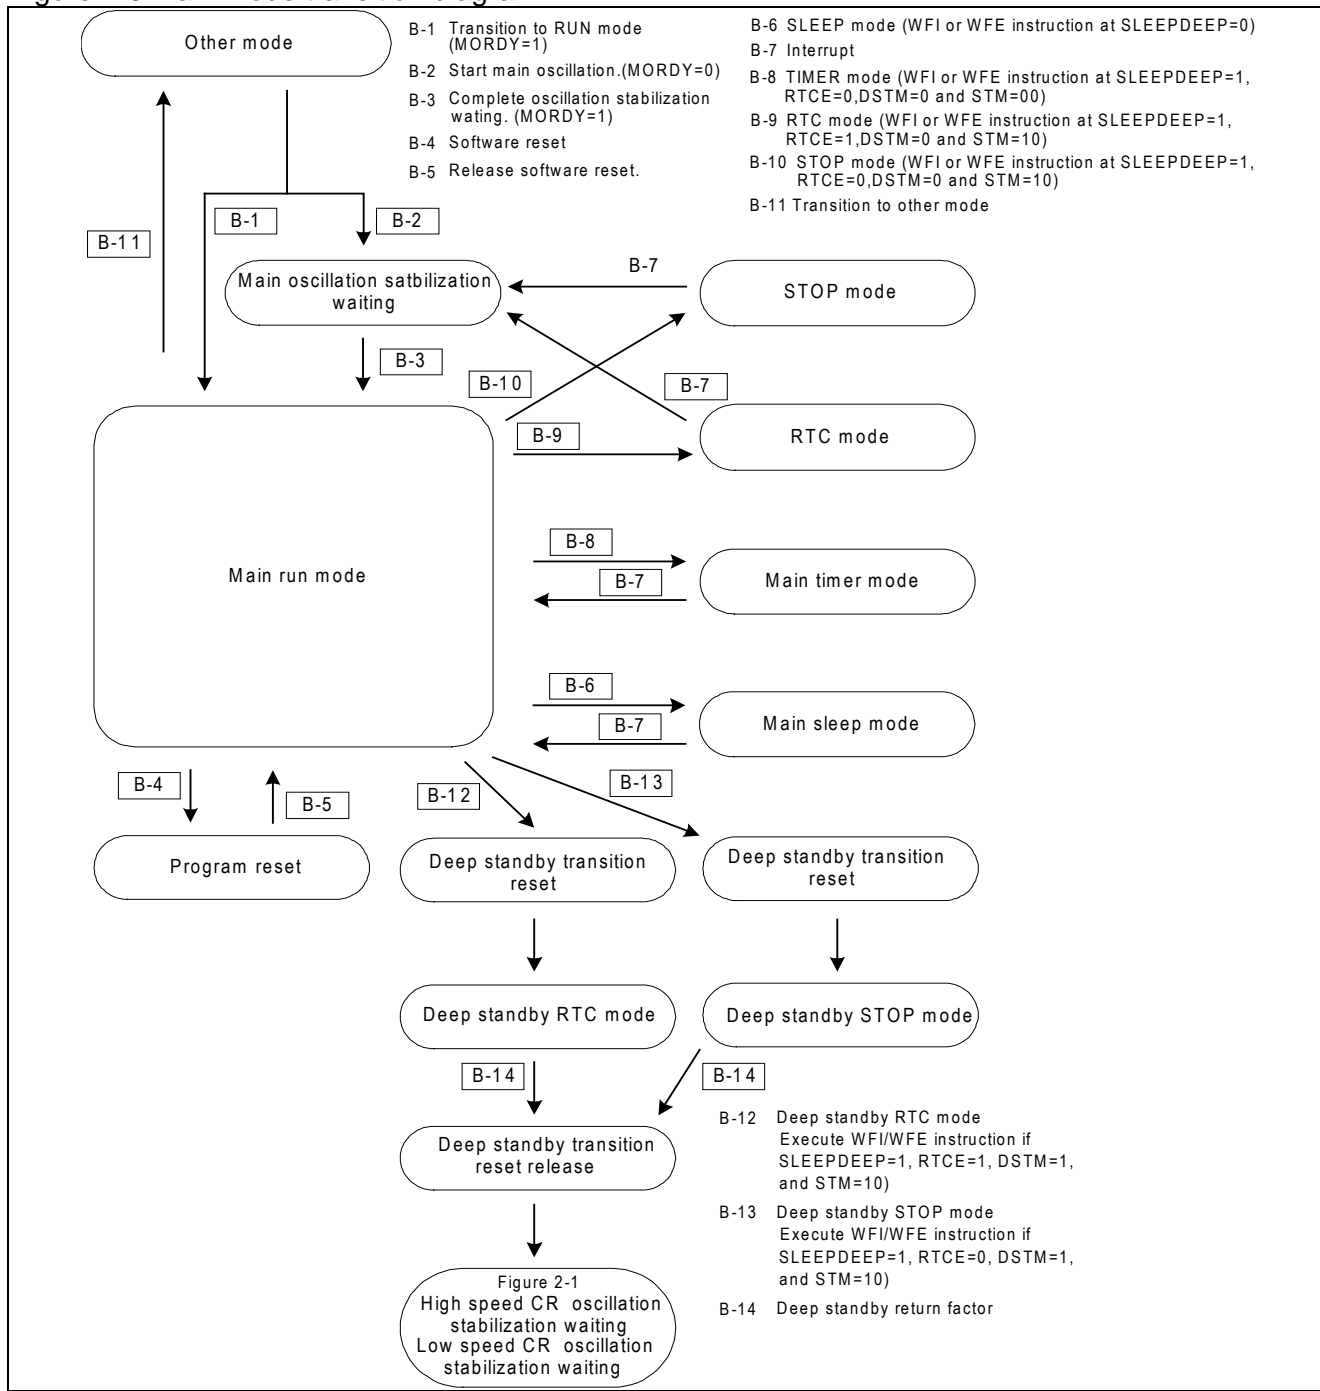 Other mode
B-1 Transition to RUN mode
(MORDY=1)
B-2 Start main oscillation.(MORDY=0)
B-3 Complete oscillation stabilization
wating. (MORDY=1)
B-4 Software reset
B-5 Release software reset.
B-6 SLEEP mode (WFI or WFE instruction at SLEEPDEEP=0)
B-7 Interrupt
B-8 TIMER mode (WFI or WFE instruction at SLEEPDEEP=1,
RTCE=0,DSTM=0 and STM=00)
B-9 RTC mode (WFI or WFE instruction at SLEEPDEEP=1,
RTCE=1,DSTM=0 and STM=10)
B-10 STOP mode (WFI or WFE instruction at SLEEPDEEP=1,
RTCE=0,DSTM=0 and STM=10)
B-11 Transition to other mode
B-11
B-1
B-2
Main oscillation satbilization
waiting
B-7
STOP mode
B-3
B-10
B-7
B-9
RTC mode
Main run mode
B-8
B-7
Main timer mode
B-6
B-7
Main sleep mode
B-4
B-5
B-12
B-13
Program reset
Deep standby transition
reset
Deep standby transition
reset
Deep standby RTC mode
Deep standby STOP mode
B-14
B-14
Deep standby transition
reset release
B-12 Deep standby RTC mode
Execute WFI/WFE instruction if
SLEEPDEEP=1, RTCE=1, DSTM=1,
and STM=10)
B-13 Deep standby STOP mode
Execute WFI/WFE instruction if
SLEEPDEEP=1, RTCE=0, DSTM=1,
and STM=10)
B-14 Deep standby return factor
Figure 2-1
High speed CR oscillation
stabilization waiting
Low speed CR oscillation
stabilization waiting